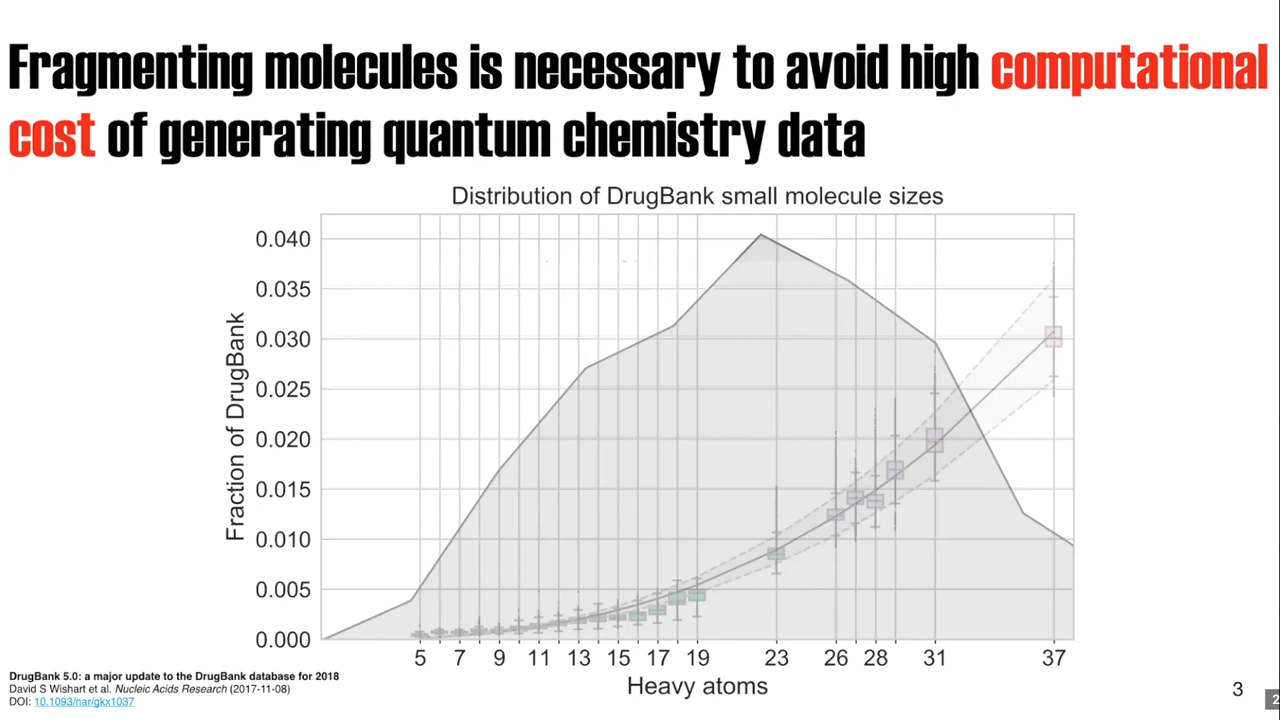 Fragmenting molecules is necessary to avoid high computational
cost of generating quantum chemistry data
Distribution of DrugBank small molecule sizes
0.040
0.035
0.030
0.025
0.020
0.015
0.010
0.005
0.000
Fraction of DrugBank
5 7 9 11 13 15 17 19 23 26 28 31 37
Heavy atoms
DrugBank 5.0: a major update to the DrugBank database for 2018
David S Wishart et al. Nucleic Acids Research (2017-11-08)
DOI: 10.1093/nar/gkx1037
3
2